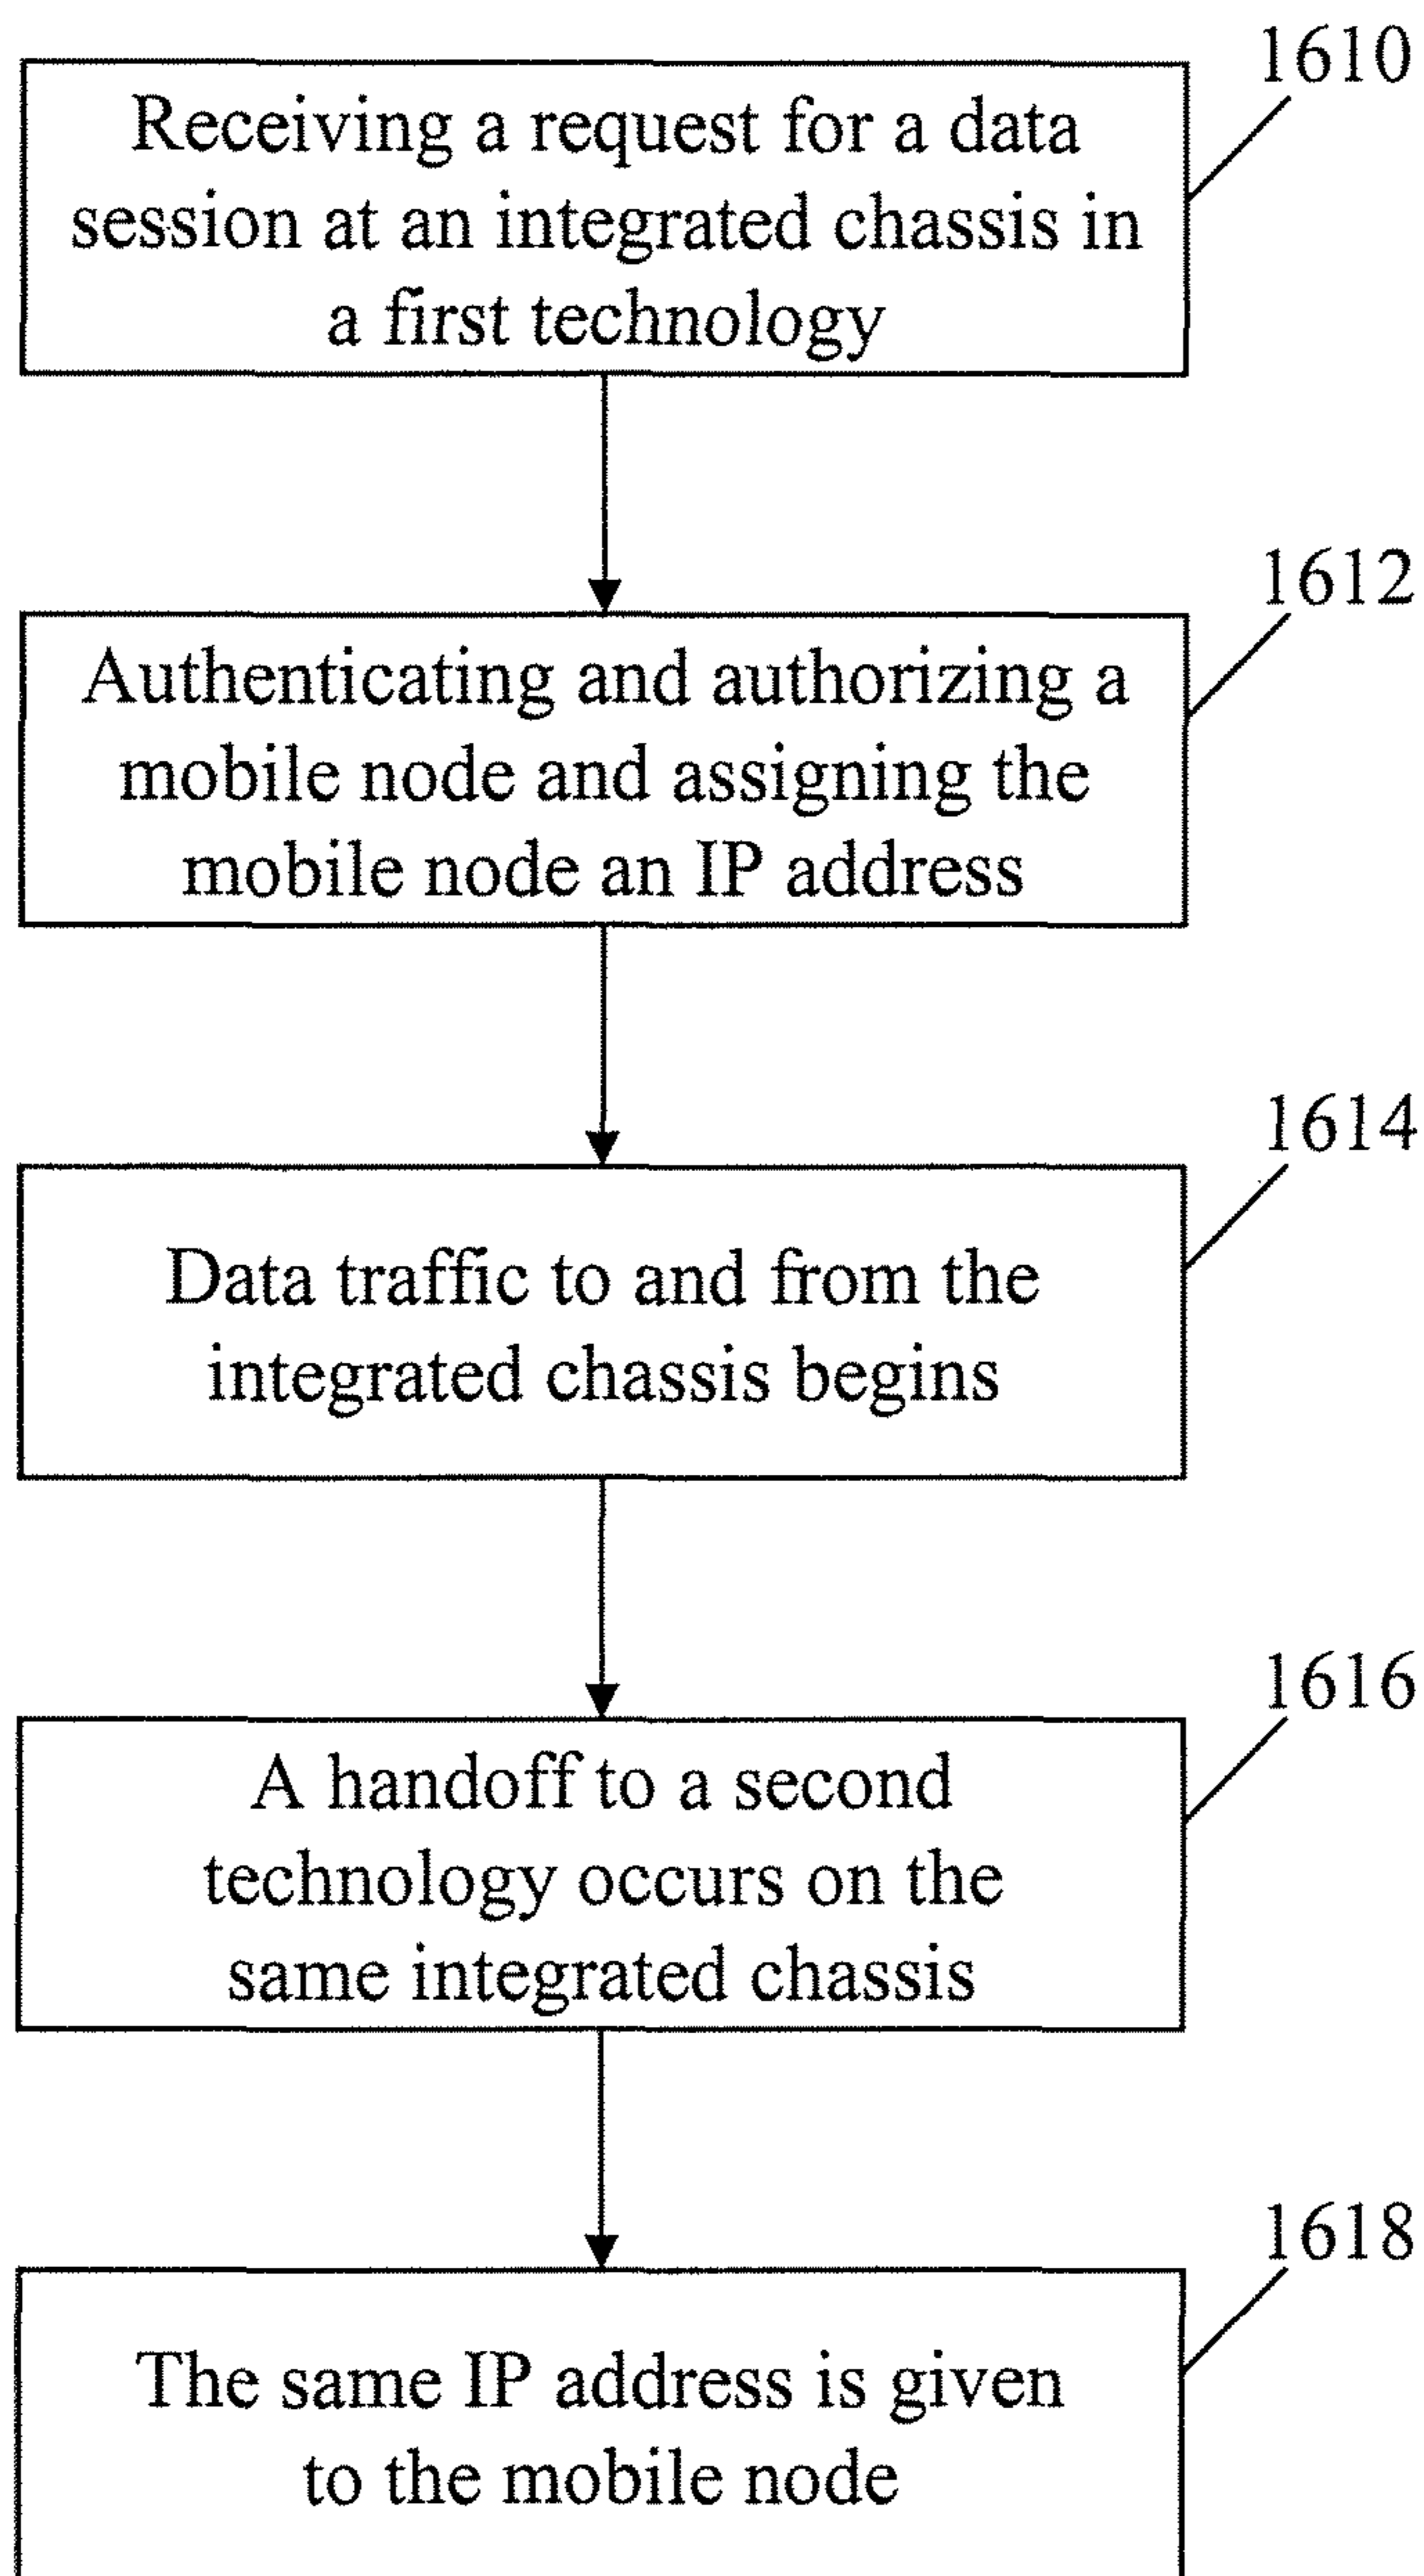 1610
Receiving a request for a data
session at an integrated chassis in
a first technology
1612
Authenticating and authorizing a
mobile node and assigning the
mobile node an IP address
1614
Data traffic to and from the
integrated chassis begins
1616
A handoff to a second
technology occurs on the
same integrated chassis
1618
The same IP address is given
to the mobile node